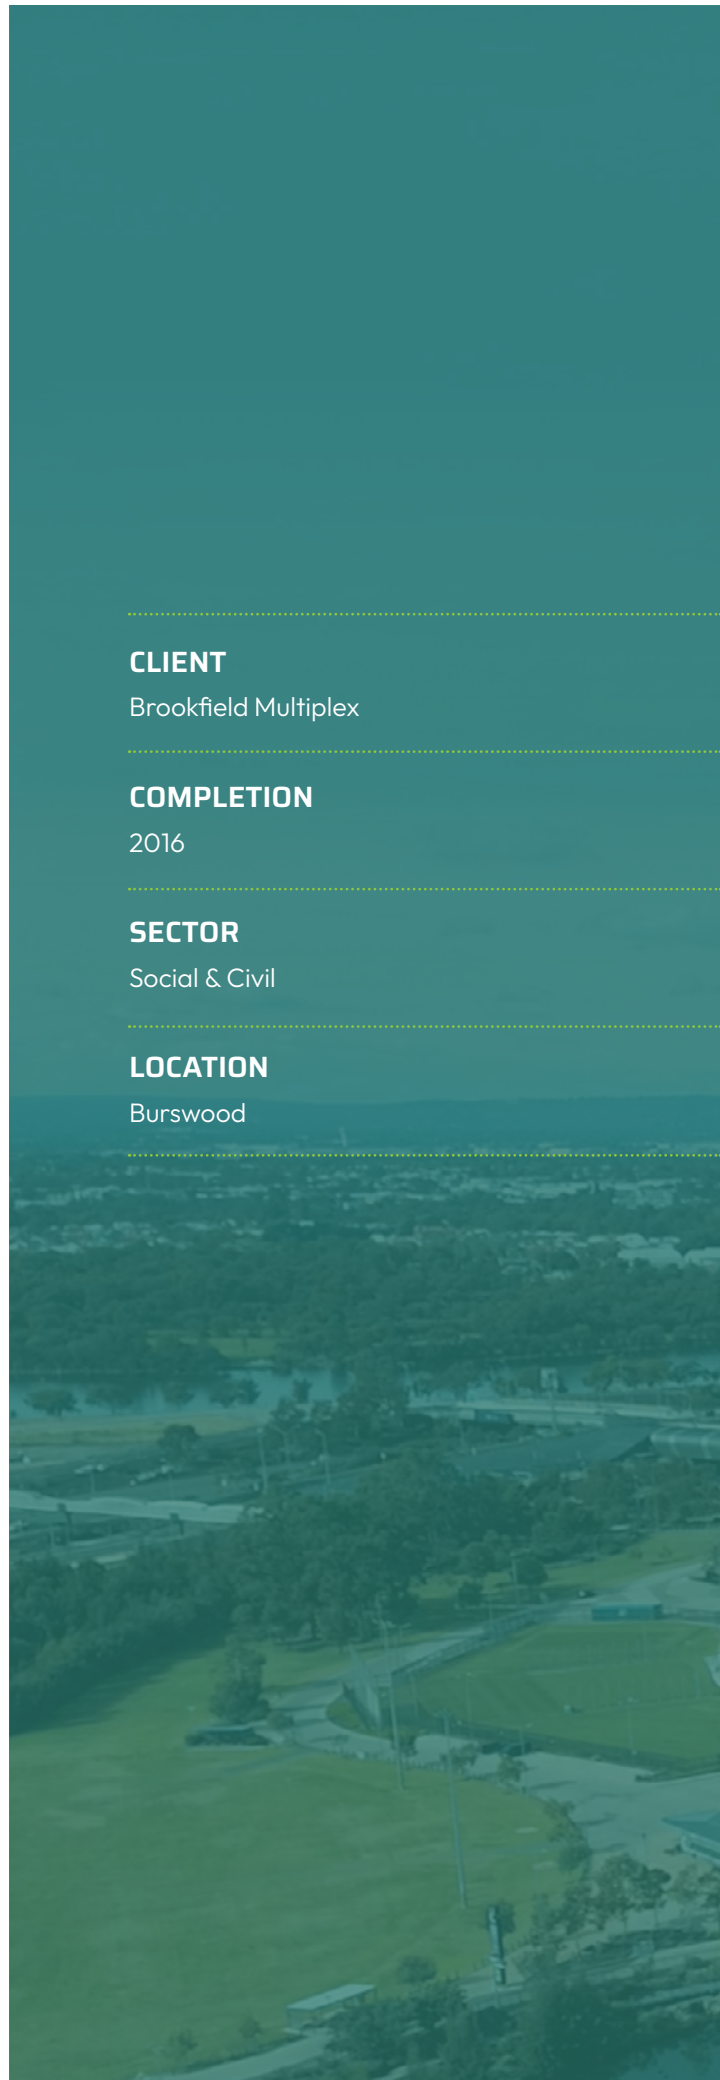 CLIENT
Brookfield Multiplex
COMPLETION
2016
SECTOR
Social & Civil
LOCATION
Burswood